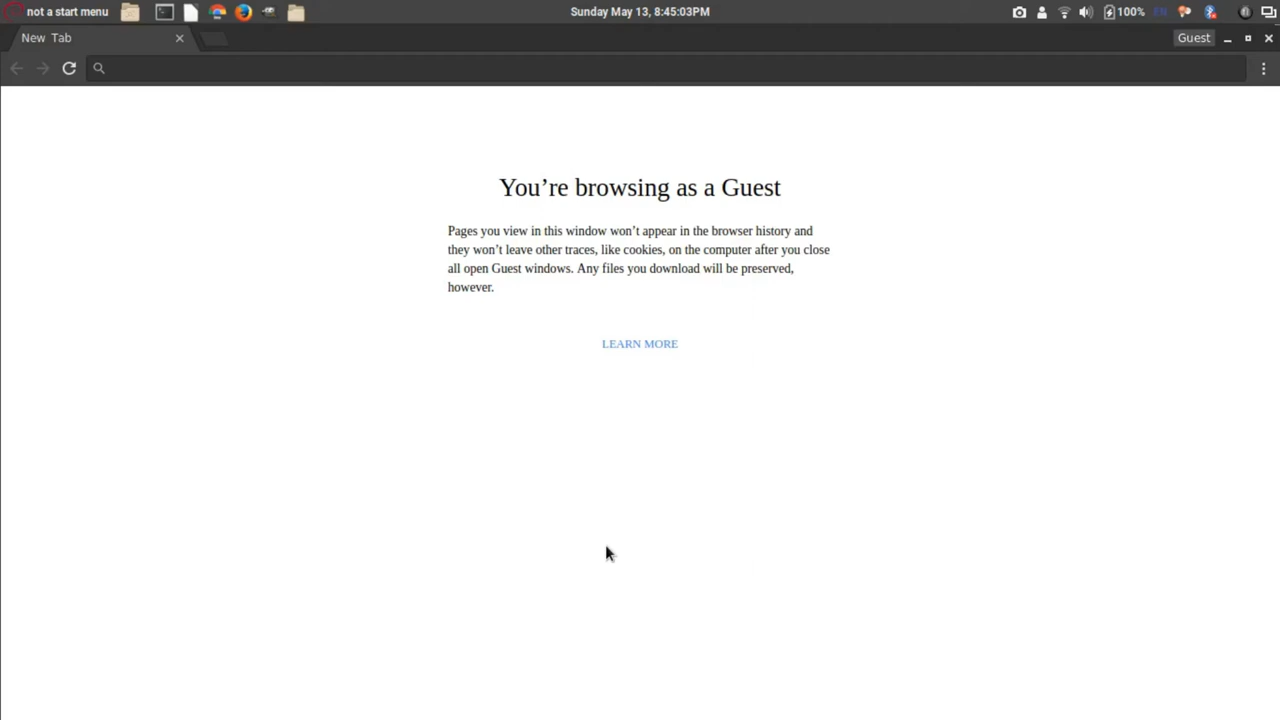 not a start menu
Sunday May 13, 8:45:03PM
100%
EN
New Tab
Guest
You’re browsing as a Guest
Pages you view in this window won’t appear in the browser history and
they won’t leave other traces, like cookies, on the computer after you close
all open Guest windows. Any files you download will be preserved,
however.
LEARN MORE